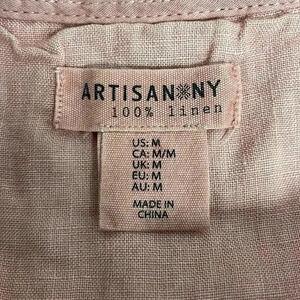 ARTISAN NY
100% linen
US: M
CA: M/M
UK: M
EU: M
AU: M
MADE IN
CHINA